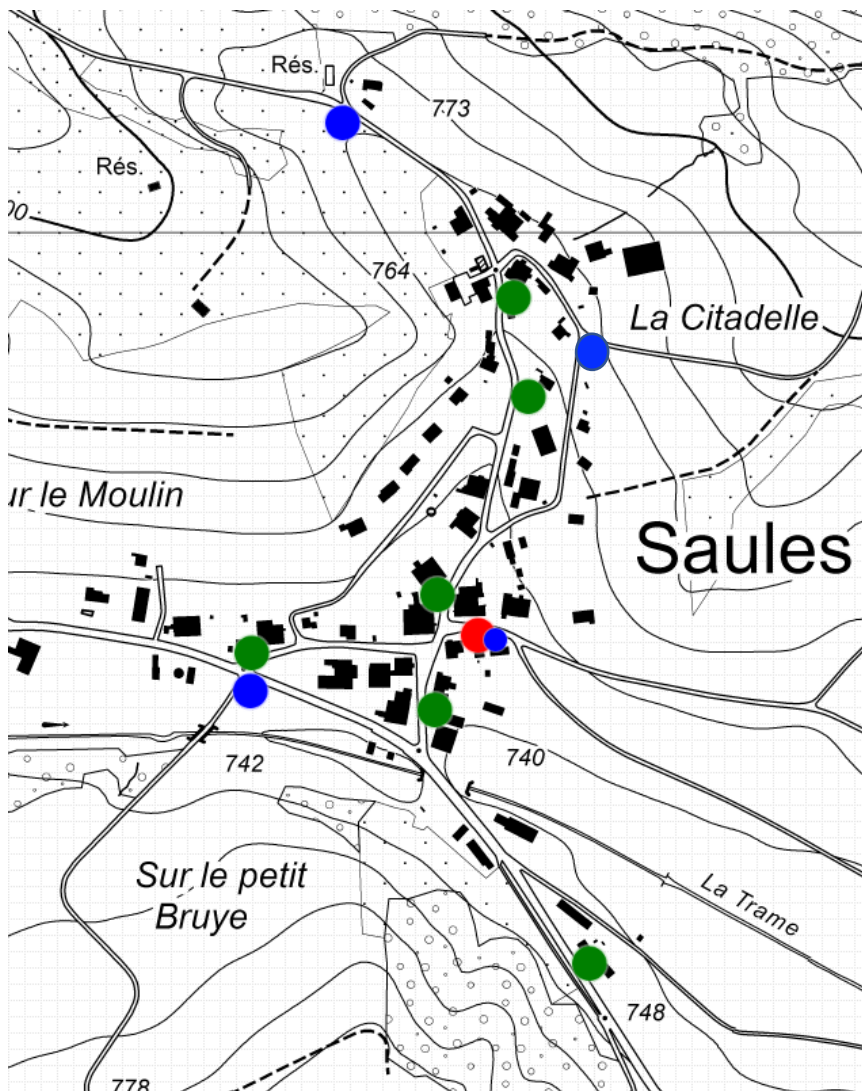 Rés.
773
Rés.
00
764
La Citadelle
ur le Moulin
Saules
742
740
Sur le petit
Bruye
La Trame
748
778